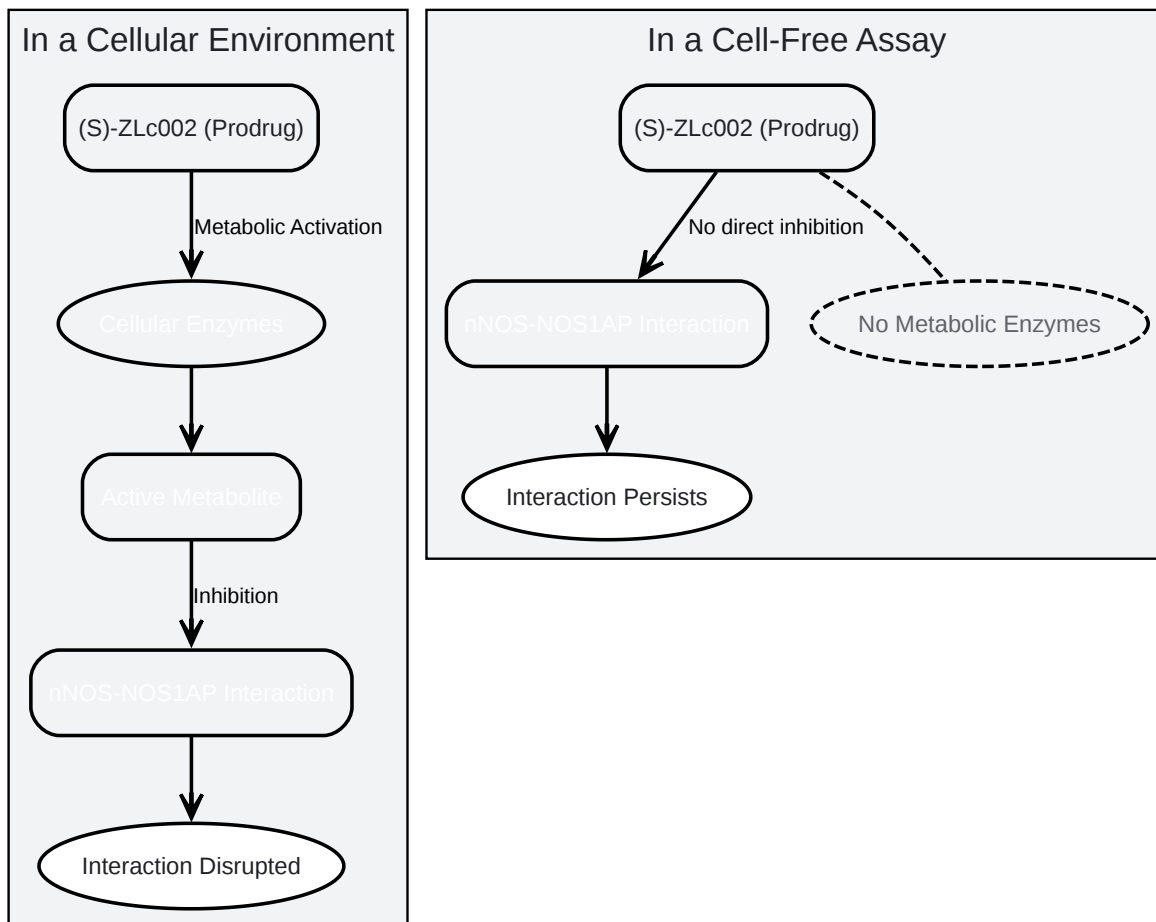 In a Cellular Environment
(S)-ZLc002 (Prodrug)
Metabolic Activation
Cellular Enzymes
Active Metabolite
Inhibition
nNOS-NOS1AP Interaction
Interaction Disrupted
In a Cell-Free Assay
(S)-ZLc002 (Prodrug)
No direct inhibition
nNOS-NOS1AP Interaction
No Metabolic Enzymes
Interaction Persists